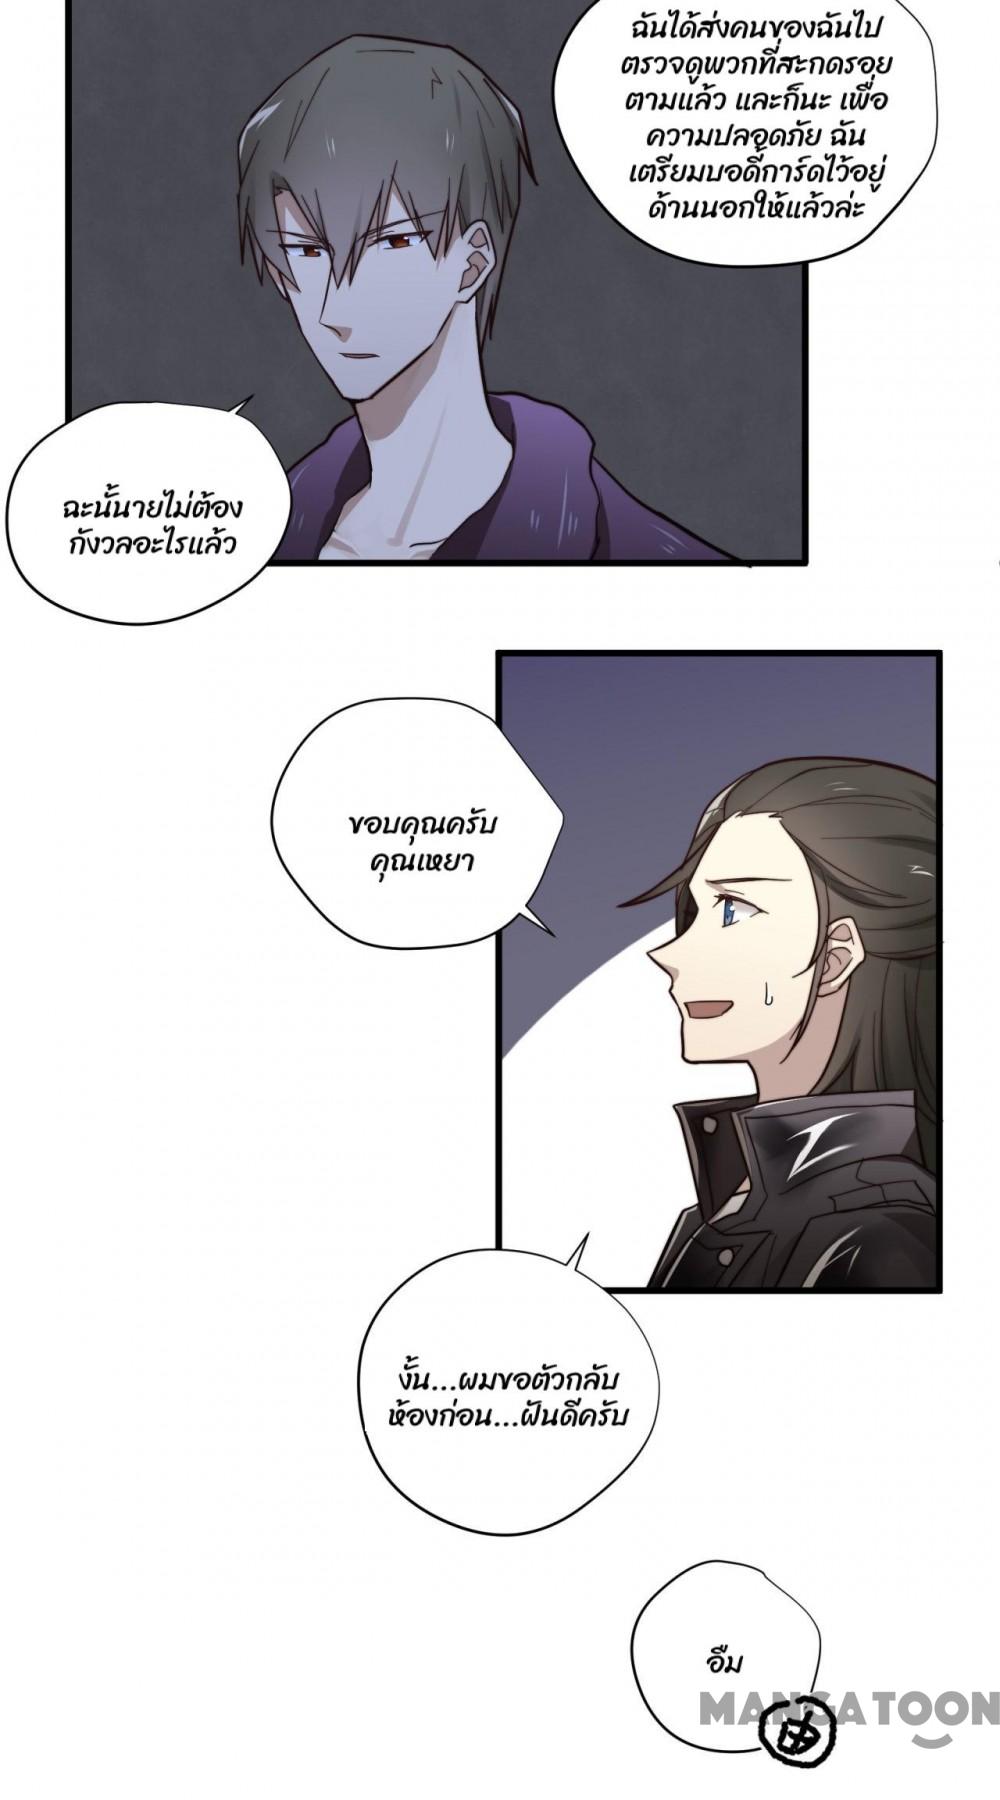 ฉันได้ส่งคนของฉันไป
ตรวจดูพวกที่สะกดรอย
ตามแล้ว และก็นะ เพื่อ
ความปลอดภัย ฉัน
เตรียมบอดี้การ์ดไว้อยู่
ด้านนอกให้แล้วล่ะ
ฉะนั้นนายไม่ต้อง
กังวลอะไรแล้ว
ขอบคุณครับ
คุณเหยา
งั้น...ผมขอตัวกลับ
ห้องก่อน...ฝันดีครับ
อืม
MANGATOON